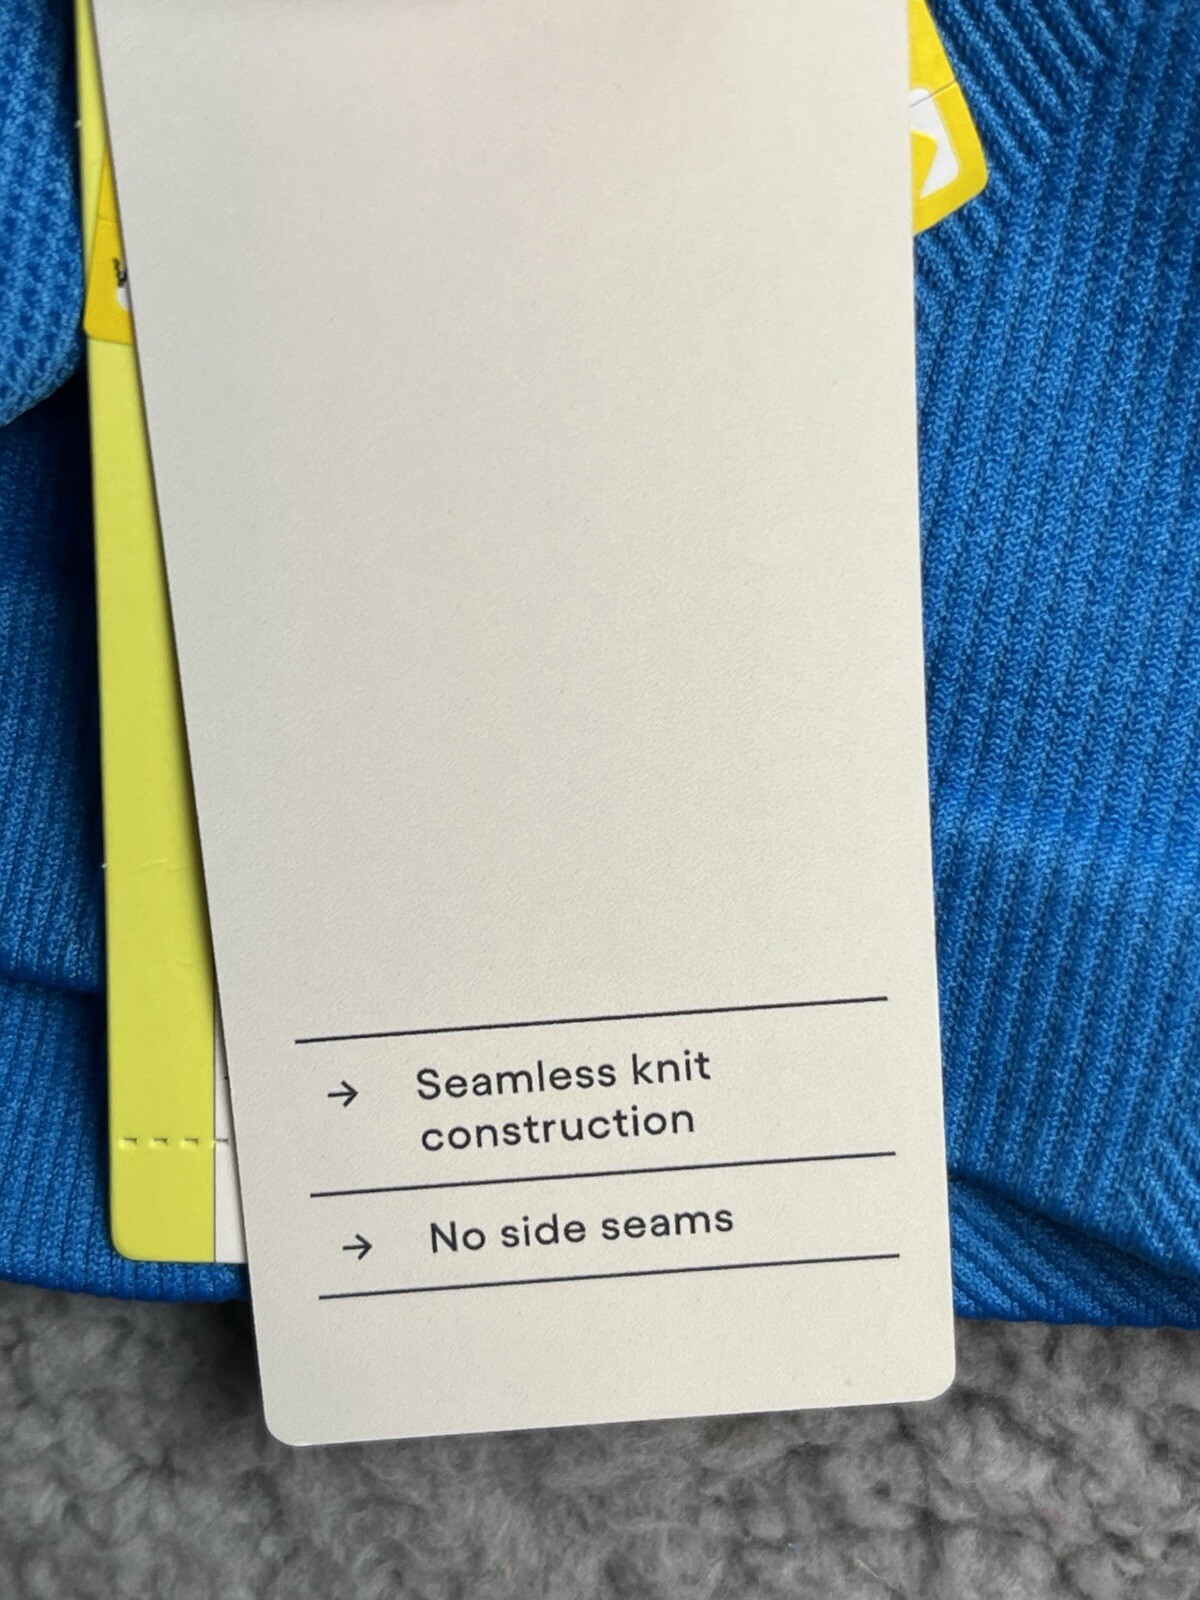 → Seamless knit
construction
→ No side seams